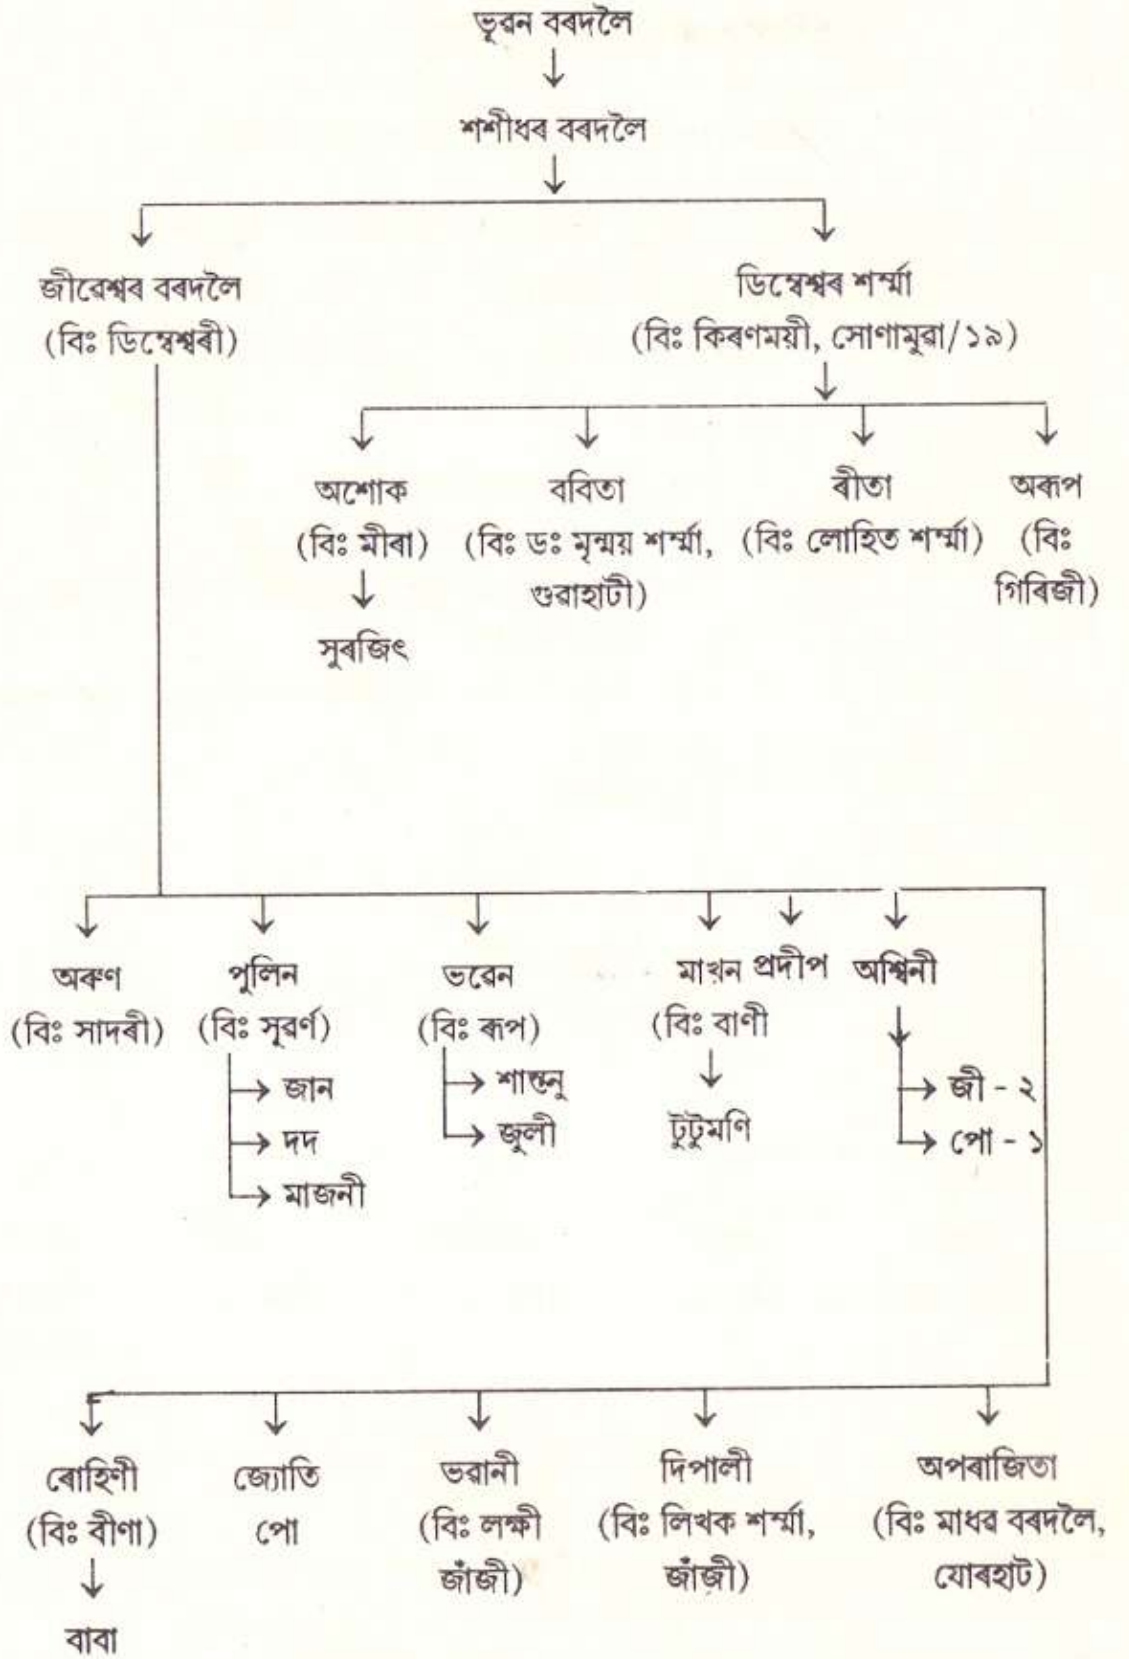 ভূৱন বৰদলৈ
শশীধৰ বৰদলৈ
জীৱেশ্বৰ বৰদলৈ
(বিঃ ডিম্বেশ্বৰী)
ডিম্বেশ্বৰ শৰ্ম্মা
(বিঃ কিৰণময়ী, সোণামুৱা/১৯)
অশোক
(বিঃ মীৰা)
সুৰজিৎ
ববিতা
(বিঃ ডঃ মৃন্ময় শৰ্ম্মা,
গুৱাহাটী)
ৰীতা
(বিঃ লোহিত শৰ্ম্মা)
অৰূপ
(বিঃ
গিৰিজী)
অৰুণ
(বিঃ সাদৰী)
পুলিন
(বিঃ সূৱৰ্ণ)
জান
দদ
মাজনী
ভৱেন
(বিঃ ৰূপ)
শান্তনু
জুলী
মাখন
(বিঃ বাণী
টুটুমণি
প্ৰদীপ
অশ্বিনী
জী - ২
পো - ১
ৰোহিণী
(বিঃ বীণা)
বাবা
জ্যোতি
পো
ভৱানী
(বিঃ লক্ষী
জাঁজী)
দিপালী
(বিঃ লিখক শৰ্ম্মা,
জাঁজী)
অপৰাজিতা
(বিঃ মাধৱ বৰদলৈ,
যোৰহাট)